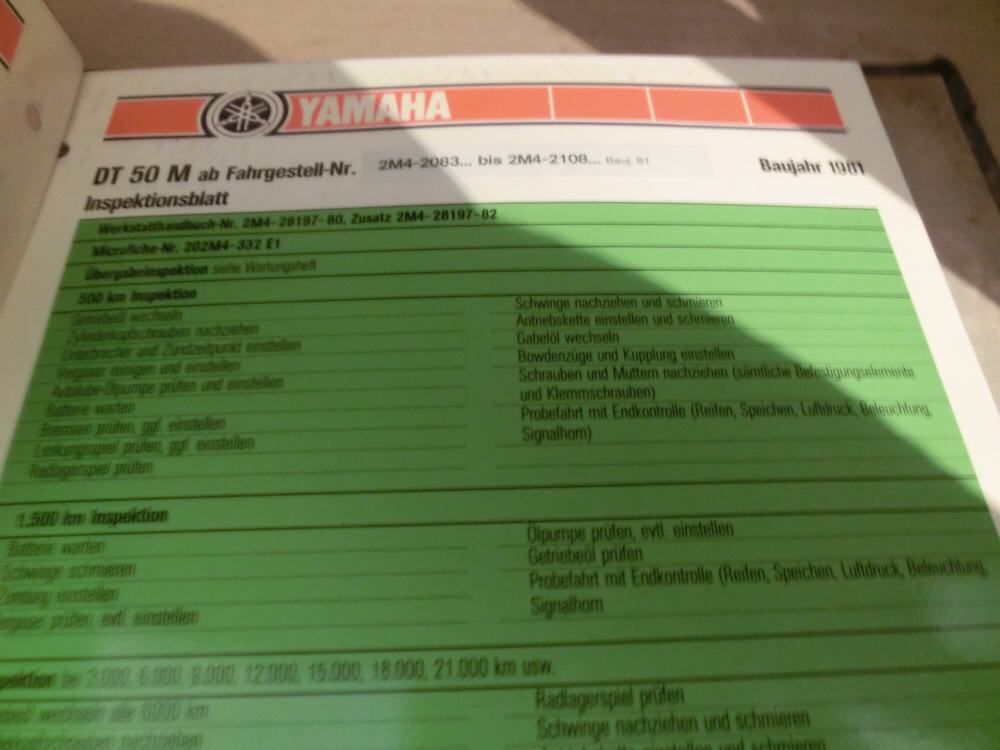 YAMAHA
DT 50 M ab Fahrgestell-Nr. 2M4-2083... bis 2M4-2108... Bauj. 81
Baujahr 1981
Inspektionsblatt
Werkstatthandbuch-Nr. 2M4-28197-80, Zusatz 2M4-28197-82
Microfiche-Nr. 202M4-332 E1
Übergabeinspektion siehe Wartungsheft
500 km Inspektion
Getriebeöl wechseln
Zylinderkopfschrauben nachziehen
Unterbrecher und Zündzeitpunkt einstellen
Vergaser reinigen und einstellen
Autolube-Ölpumpe prüfen und einstellen
Batterie warten
Bremsen prüfen, ggf. einstellen
Lenkungsspiel prüfen, ggf. einstellen
Radlagerspiel prüfen
Schwinge nachziehen und schmieren
Antriebskette einstellen und schmieren
Gabelöl wechseln
Bowdenzüge und Kupplung einstellen
Schrauben und Muttern nachziehen (sämtliche Befestigungselemente
und Klemmschrauben)
Probefahrt mit Endkontrolle (Reifen, Speichen, Luftdruck, Beleuchtung,
Signalhorn)
1.500 km Inspektion
Batterie warten
Schwinge schmieren
Zündung einstellen
prüfen, evtl. einstellen
Ölpumpe prüfen, evtl. einstellen
Getriebeöl prüfen
Probefahrt mit Endkontrolle (Reifen, Speichen, Luftdruck, Beleuchtung,
Signalhorn
bei 3.000, 6.000, 9.000, 12.000, 15.000, 18.000, 21.000 km usw.
wechseln alle 6000 km
nachziehen
Radlagerspiel prüfen
Schwinge nachziehen und schmieren